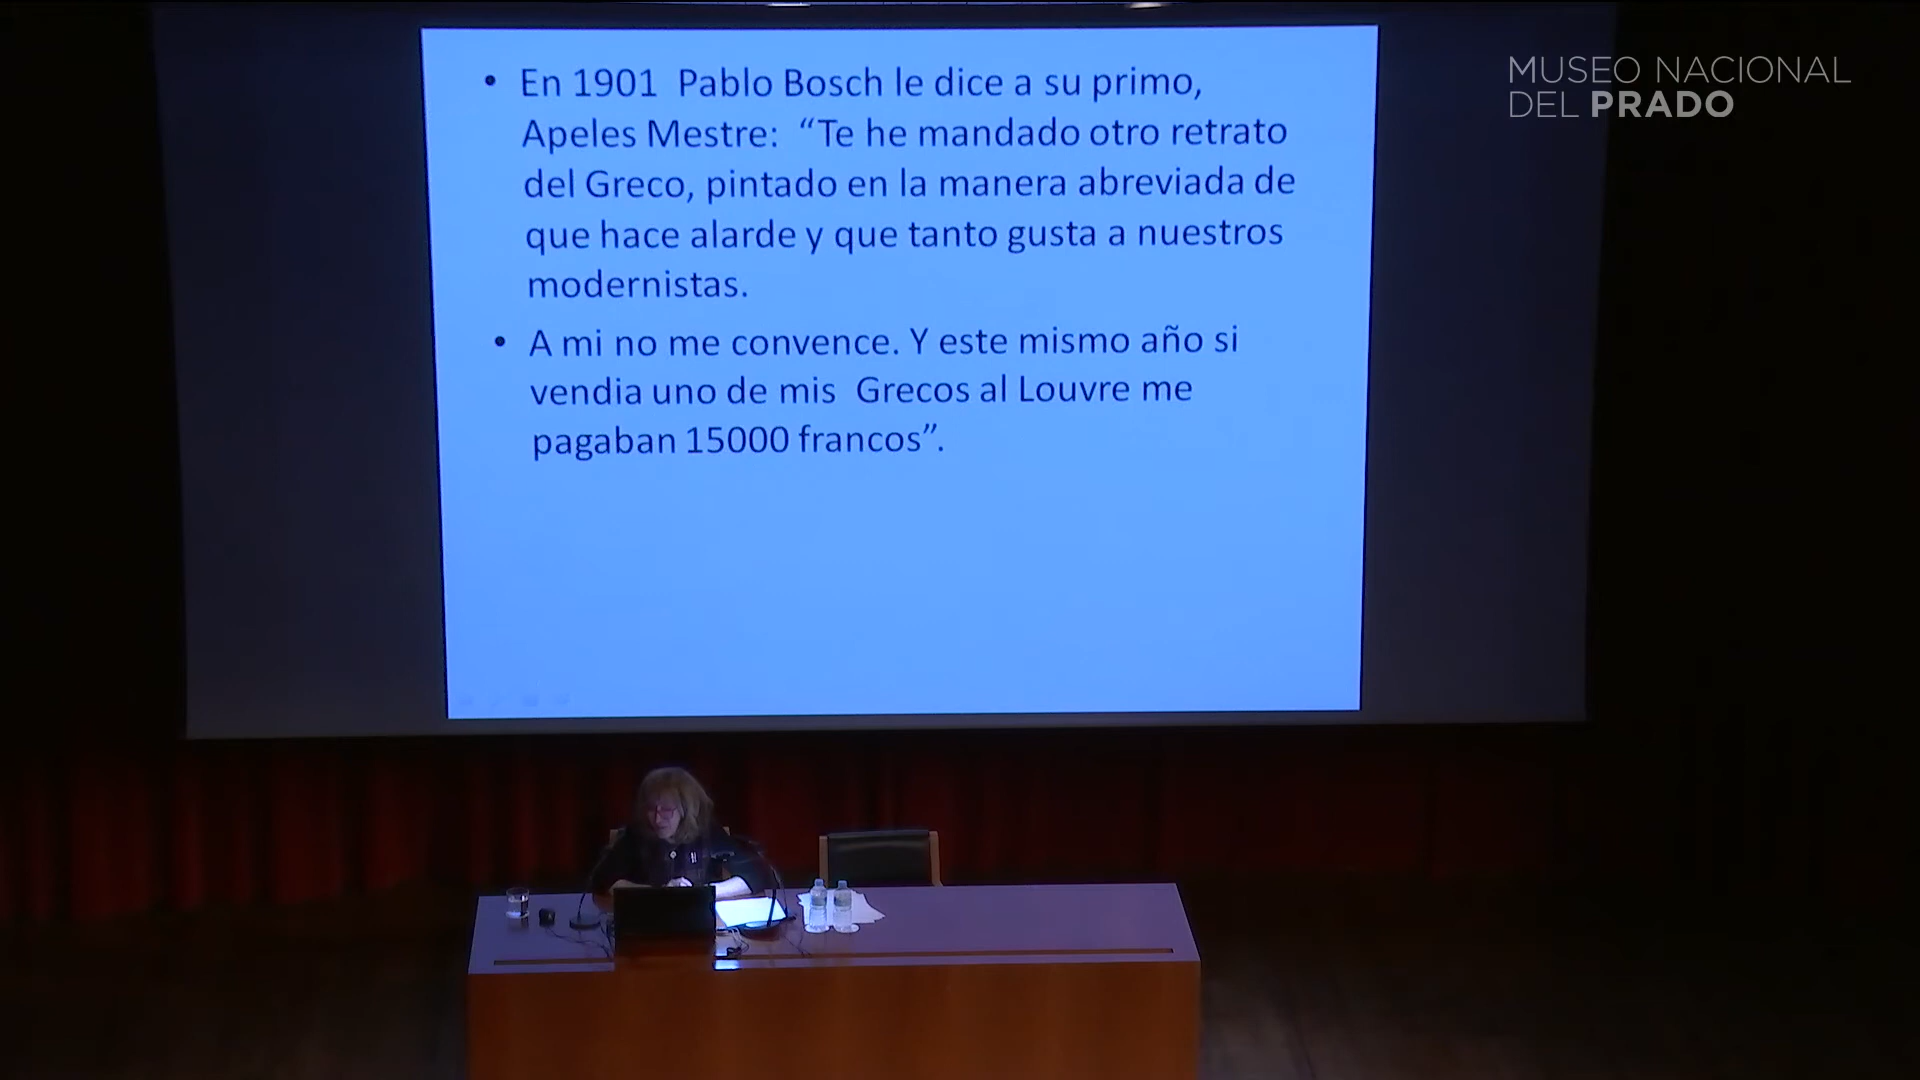 • En 1901 Pablo Bosch le dice a su primo,
Apeles Mestre: “Te he mandado otro retrato
del Greco, pintado en la manera abreviada de
que hace alarde y que tanto gusta a nuestros
modernistas.
• A mi no me convence. Y este mismo año si
vendia uno de mis Grecos al Louvre me
pagaban 15000 francos”.
MUSEO NACIONAL
DEL PRADO